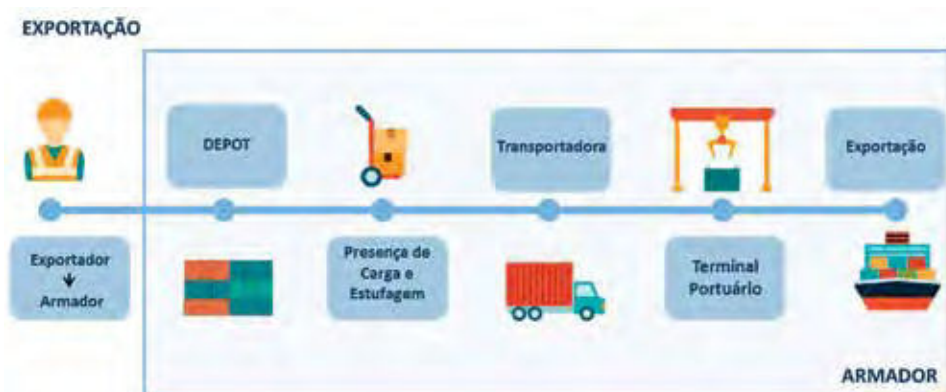 EXPORTAÇÃO
DEPOT
Transportadora
Exportação
Exportador
Armador
Presença de
Carga e
Estufagem
Terminal
Portuário
ARMADOR